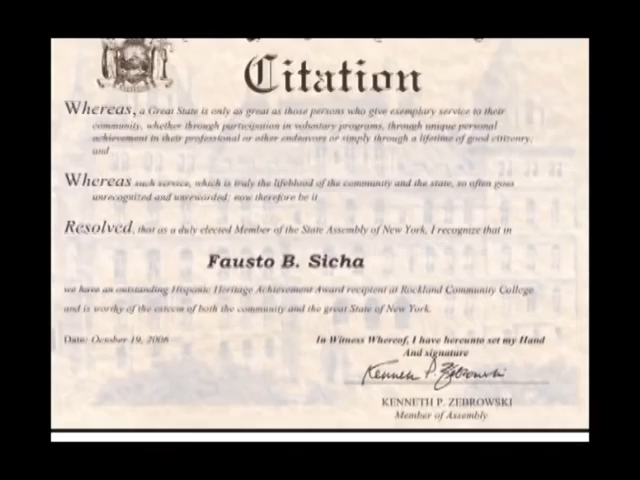 Citation
Whereas, a Great State is only as great as those persons who give exemplary service to their
community, whether through participation in voluntary programs, through unique personal
achievement in their professional or other endeavors or simply through a lifetime of good citizenry;
and
Whereas such service, which is truly the lifeblood of the community and the state, so often goes
unrecognized and unrewarded; now therefore be it
Resolved, that as a duly elected Member of the State Assembly of New York, I recognize that in
Fausto B. Sicha
we have an outstanding Hispanic Heritage Achievement Award recipient at Rockland Community College
and is worthy of the esteem of both the community and the great State of New York.
Date: October 19, 2006
In Witness Whereof, I have hereunto set my Hand
And signature
Kenneth P. Zebrowski
KENNETH P. ZEBROWSKI
Member of Assembly